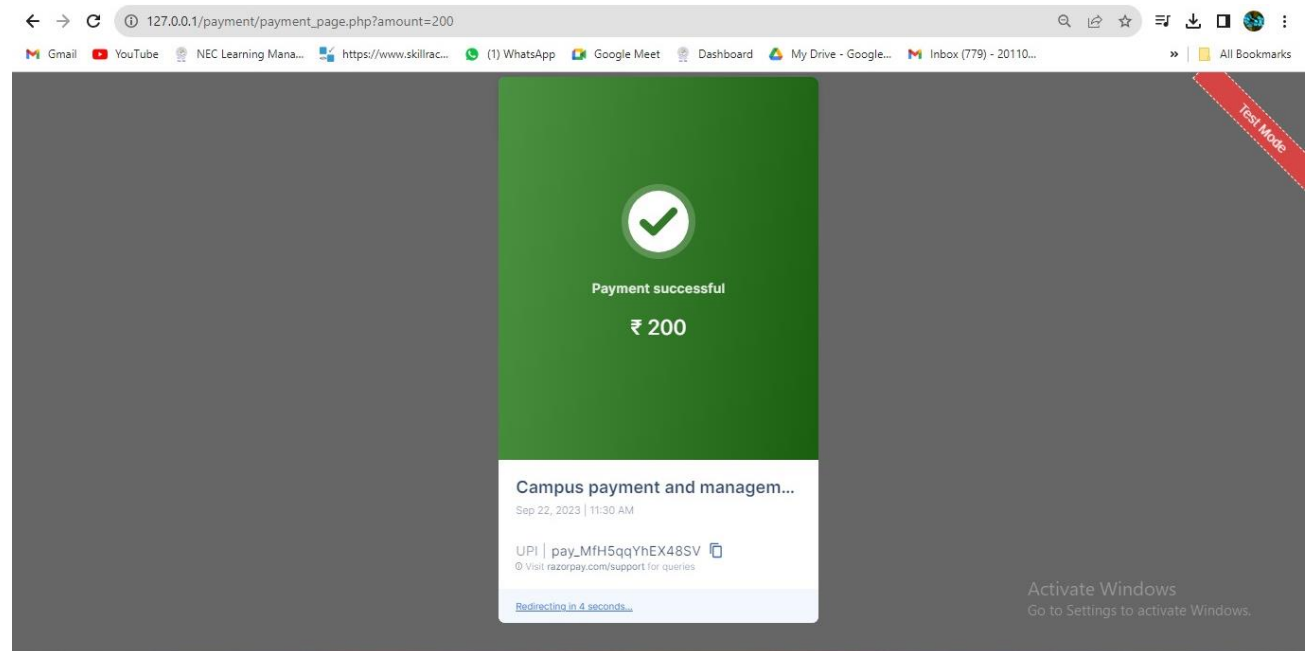 127.0.0.1/payment/payment_page.php?amount=200
Gmail YouTube NEC Learning Mana... https://www.skillrac... (1) WhatsApp Google Meet Dashboard My Drive - Google... Inbox (779) - 20110... » All Bookmarks
Test Mode
Payment successful
₹ 200
Campus payment and managem...
Sep 22, 2023 | 11:30 AM
UPI | pay_MfH5qqYhEX48SV
Visit razorpay.com/support for queries
Redirecting in 4 seconds...
Activate Windows
Go to Settings to activate Windows.